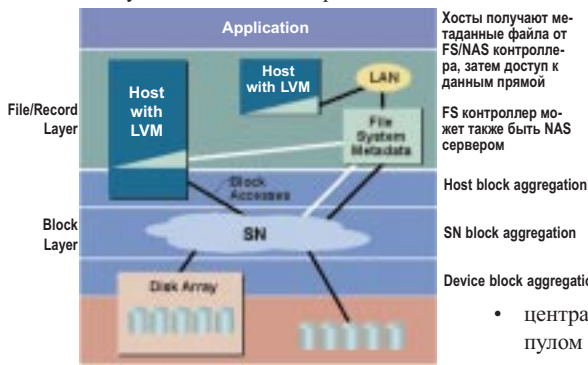 Application
Host
with
LVM
Host
with LVM
LAN
File
System
Metadata
Block
Accesses
SN
Disk Array
File/Record
Layer
Block
Layer
Хосты получают ме-
таданные файла от
FS/NAS контролле-
ра, затем доступ к
данным прямой
FS контроллер мо-
жет также быть NAS
сервером
Host block aggregation
SN block aggregation
Device block aggregatio
• центра
пулом